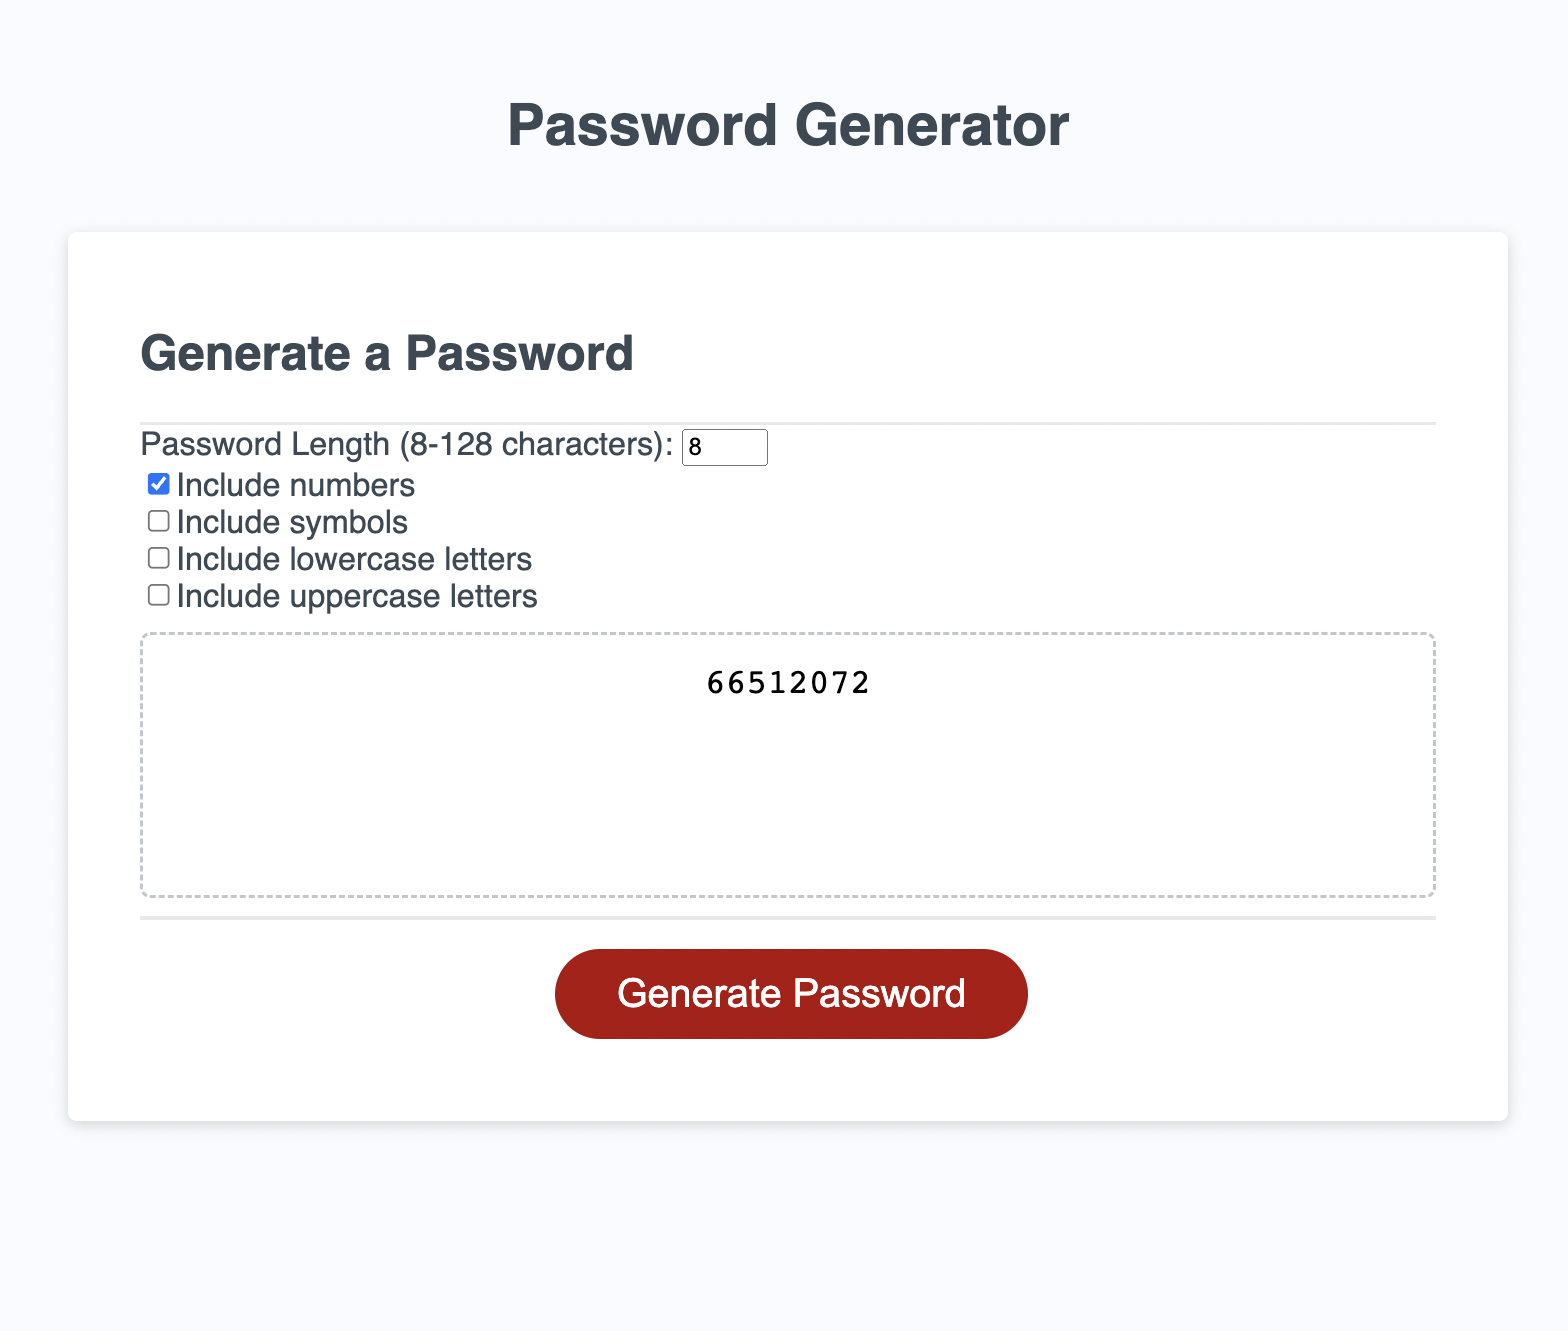 Password Generator
Generate a Password
Password Length (8-128 characters): 8
Include numbers
Include symbols
Include lowercase letters
Include uppercase letters
66512072
Generate Password